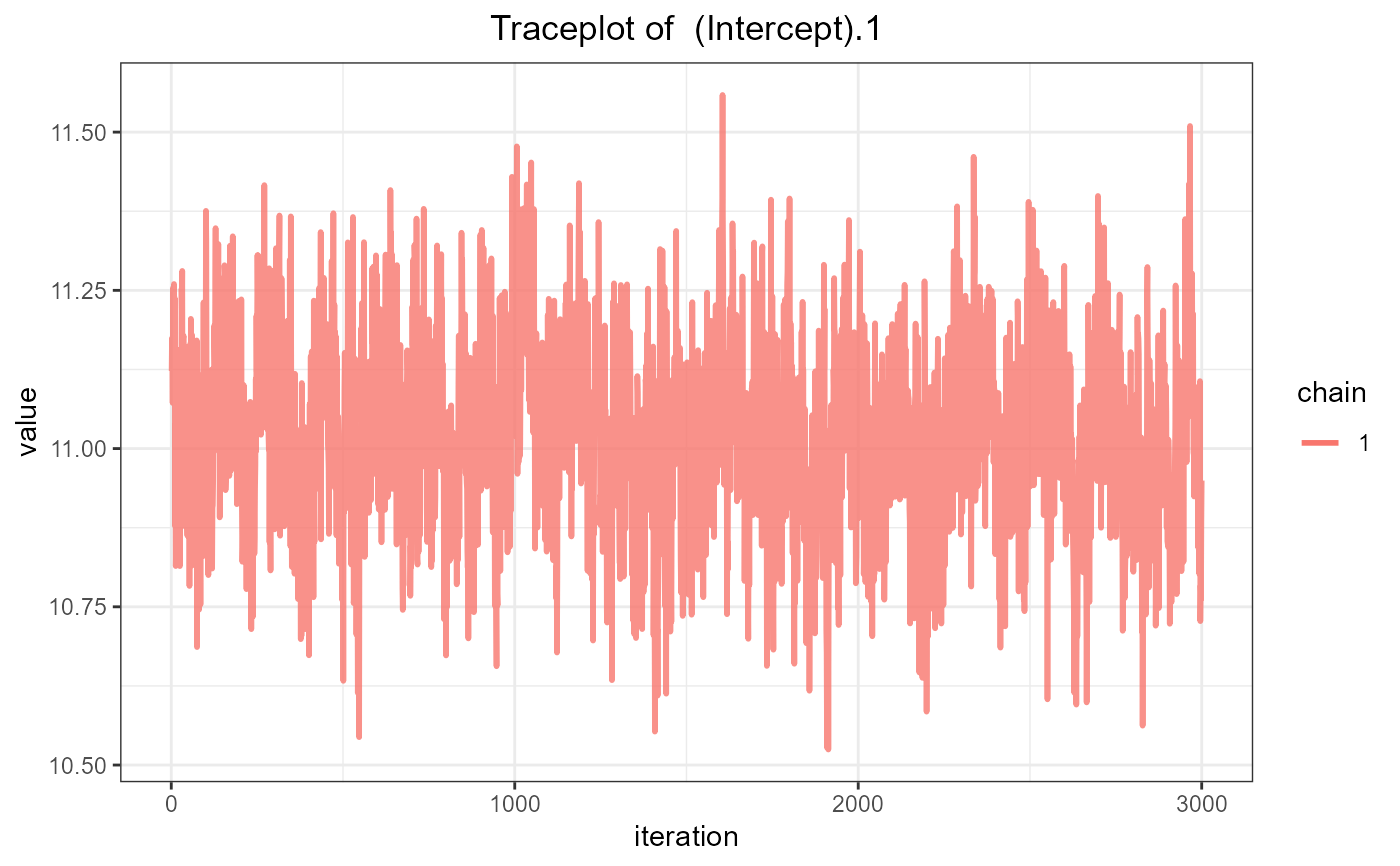 Traceplot of  (Intercept).1
11.50
11.25
11.00
10.75
10.50
value
0
1000
2000
3000
iteration
chain
1